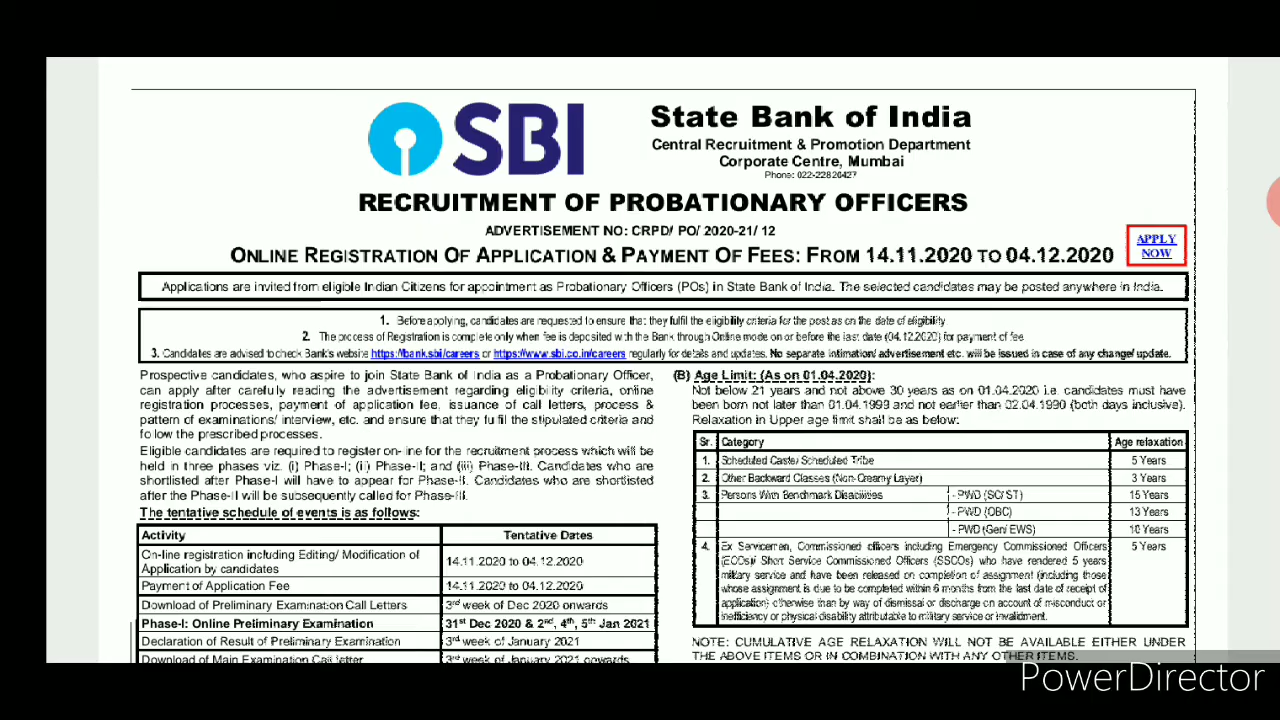 SBI
State Bank of India
Central Recruitment & Promotion Department
Corporate Centre, Mumbai
Phone: 022-22820427
RECRUITMENT OF PROBATIONARY OFFICERS
ADVERTISEMENT NO: CRPD/ PO/ 2020-21/ 12
ONLINE REGISTRATION OF APPLICATION & PAYMENT OF FEES: FROM 14.11.2020 TO 04.12.2020
APPLY
NOW
Applications are invited from eligible Indian Citizens for appointment as Probationary Officers (POs) in State Bank of India. The selected candidates may be posted anywhere in India.
1. Before applying, candidates are requested to ensure that they fulfil the eligibility criteria for the post as on the date of eligibility
2. The process of Registration is complete only when fee is deposited with the Bank through Online mode on or before the last date (04.12.2020) for payment of fee
3. Candidates are advised to check Bank's website https://bank.sbi/careers or https://www.sbi.co.in/careers regularly for details and updates. No separate intimation/ advertisement etc. will be issued in case of any change/ update.
Prospective candidates, who aspire to join State Bank of India as a Probationary Officer,
can apply after carefully reading the advertisement regarding eligibility criteria, online
registration processes, payment of application fee, issuance of call letters, process &
pattern of examinations/ interview, etc. and ensure that they fulfil the stipulated criteria and
follow the prescribed processes.
Eligible candidates are required to register on-line for the recruitment process which will be
held in three phases viz. (i) Phase-I; (ii) Phase-II; and (iii) Phase-III. Candidates who are
shortlisted after Phase-I will have to appear for Phase-II. Candidates who are shortlisted
after the Phase-II will be subsequently called for Phase-III.
The tentative schedule of events is as follows:
Activity Tentative Dates
On-line registration including Editing/ Modification of
Application by candidates 14.11.2020 to 04.12.2020
Payment of Application Fee 14.11.2020 to 04.12.2020
Download of Preliminary Examination Call Letters 3rd week of Dec 2020 onwards
Phase-I: Online Preliminary Examination 31st Dec 2020 & 2nd, 4th, 5th Jan 2021
Declaration of Result of Preliminary Examination 3rd week of January 2021
Download of Main Examination Call letter 3rd week of January 2021 onwards
(B) Age Limit: (As on 01.04.2020):
Not below 21 years and not above 30 years as on 01.04.2020 i.e. candidates must have
been born not later than 01.04.1999 and not earlier than 02.04.1990 (both days inclusive).
Relaxation in Upper age limit shall be as below:
Sr. Category Age relaxation
1. Scheduled Caste/ Scheduled Tribe 5 Years
2. Other Backward Classes (Non-Creamy Layer) 3 Years
3. Persons With Benchmark Disabilities - PWD (SC/ ST) 15 Years
- PWD (OBC) 13 Years
- PWD (Gen/ EWS) 10 Years
4. Ex Servicemen, Commissioned officers including Emergency Commissioned Officers 5 Years
(ECOs)/ Short Service Commissioned Officers (SSCOs) who have rendered 5 years
military service and have been released on completion of assignment (including those
whose assignment is due to be completed within 6 months from the last date of receipt of
application) otherwise than by way of dismissal or discharge on account of misconduct or
inefficiency or physical disability attributable to military service or invalidment.
NOTE: CUMULATIVE AGE RELAXATION WILL NOT BE AVAILABLE EITHER UNDER
THE ABOVE ITEMS OR IN COMBINATION WITH ANY OTHER ITEMS.
PowerDirector